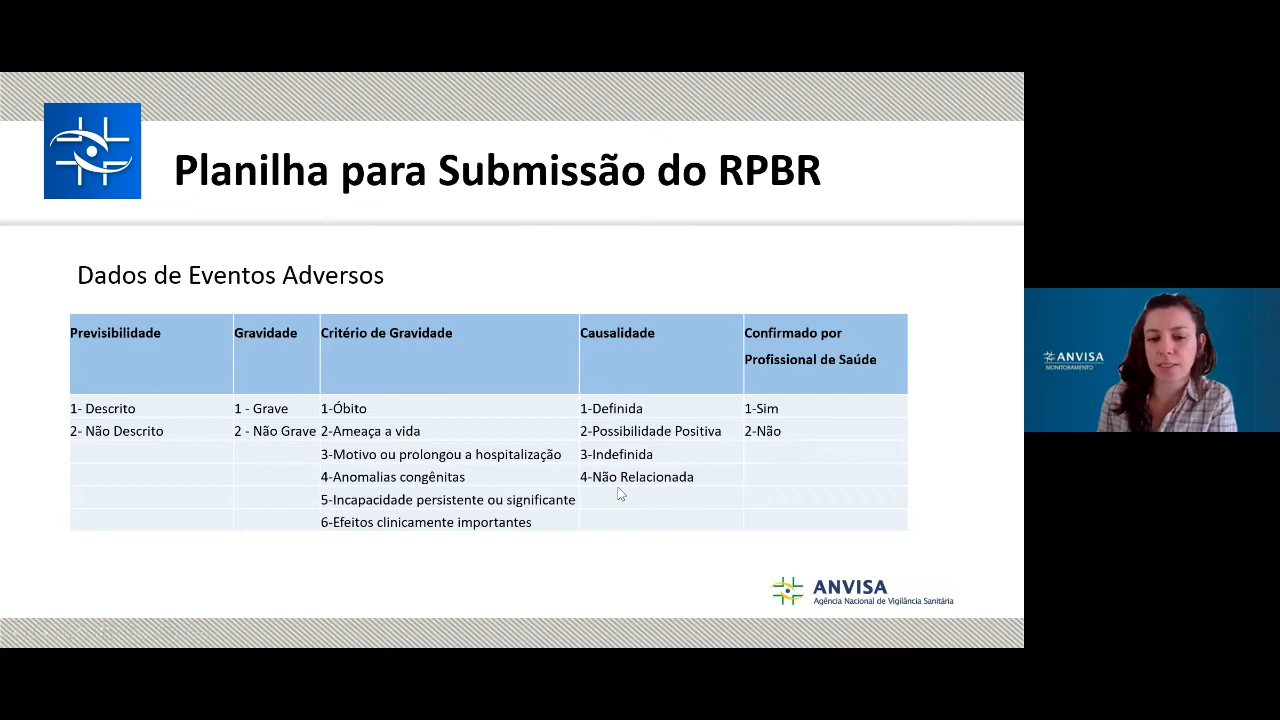 Planilha para Submissão do RPBR
Dados de Eventos Adversos
Previsibilidade Gravidade Critério de Gravidade Causalidade Confirmado por
Profissional de Saúde
1- Descrito 1 - Grave 1-Óbito 1-Definida 1-Sim
2- Não Descrito 2 - Não Grave 2-Ameaça a vida 2-Possibilidade Positiva 2-Não
3-Motivo ou prolongou a hospitalização 3-Indefinida
4-Anomalias congênitas 4-Não Relacionada
5-Incapacidade persistente ou significante
6-Efeitos clinicamente importantes
ANVISA
Agência Nacional de Vigilância Sanitária
ANVISA
MONITORAMENTO